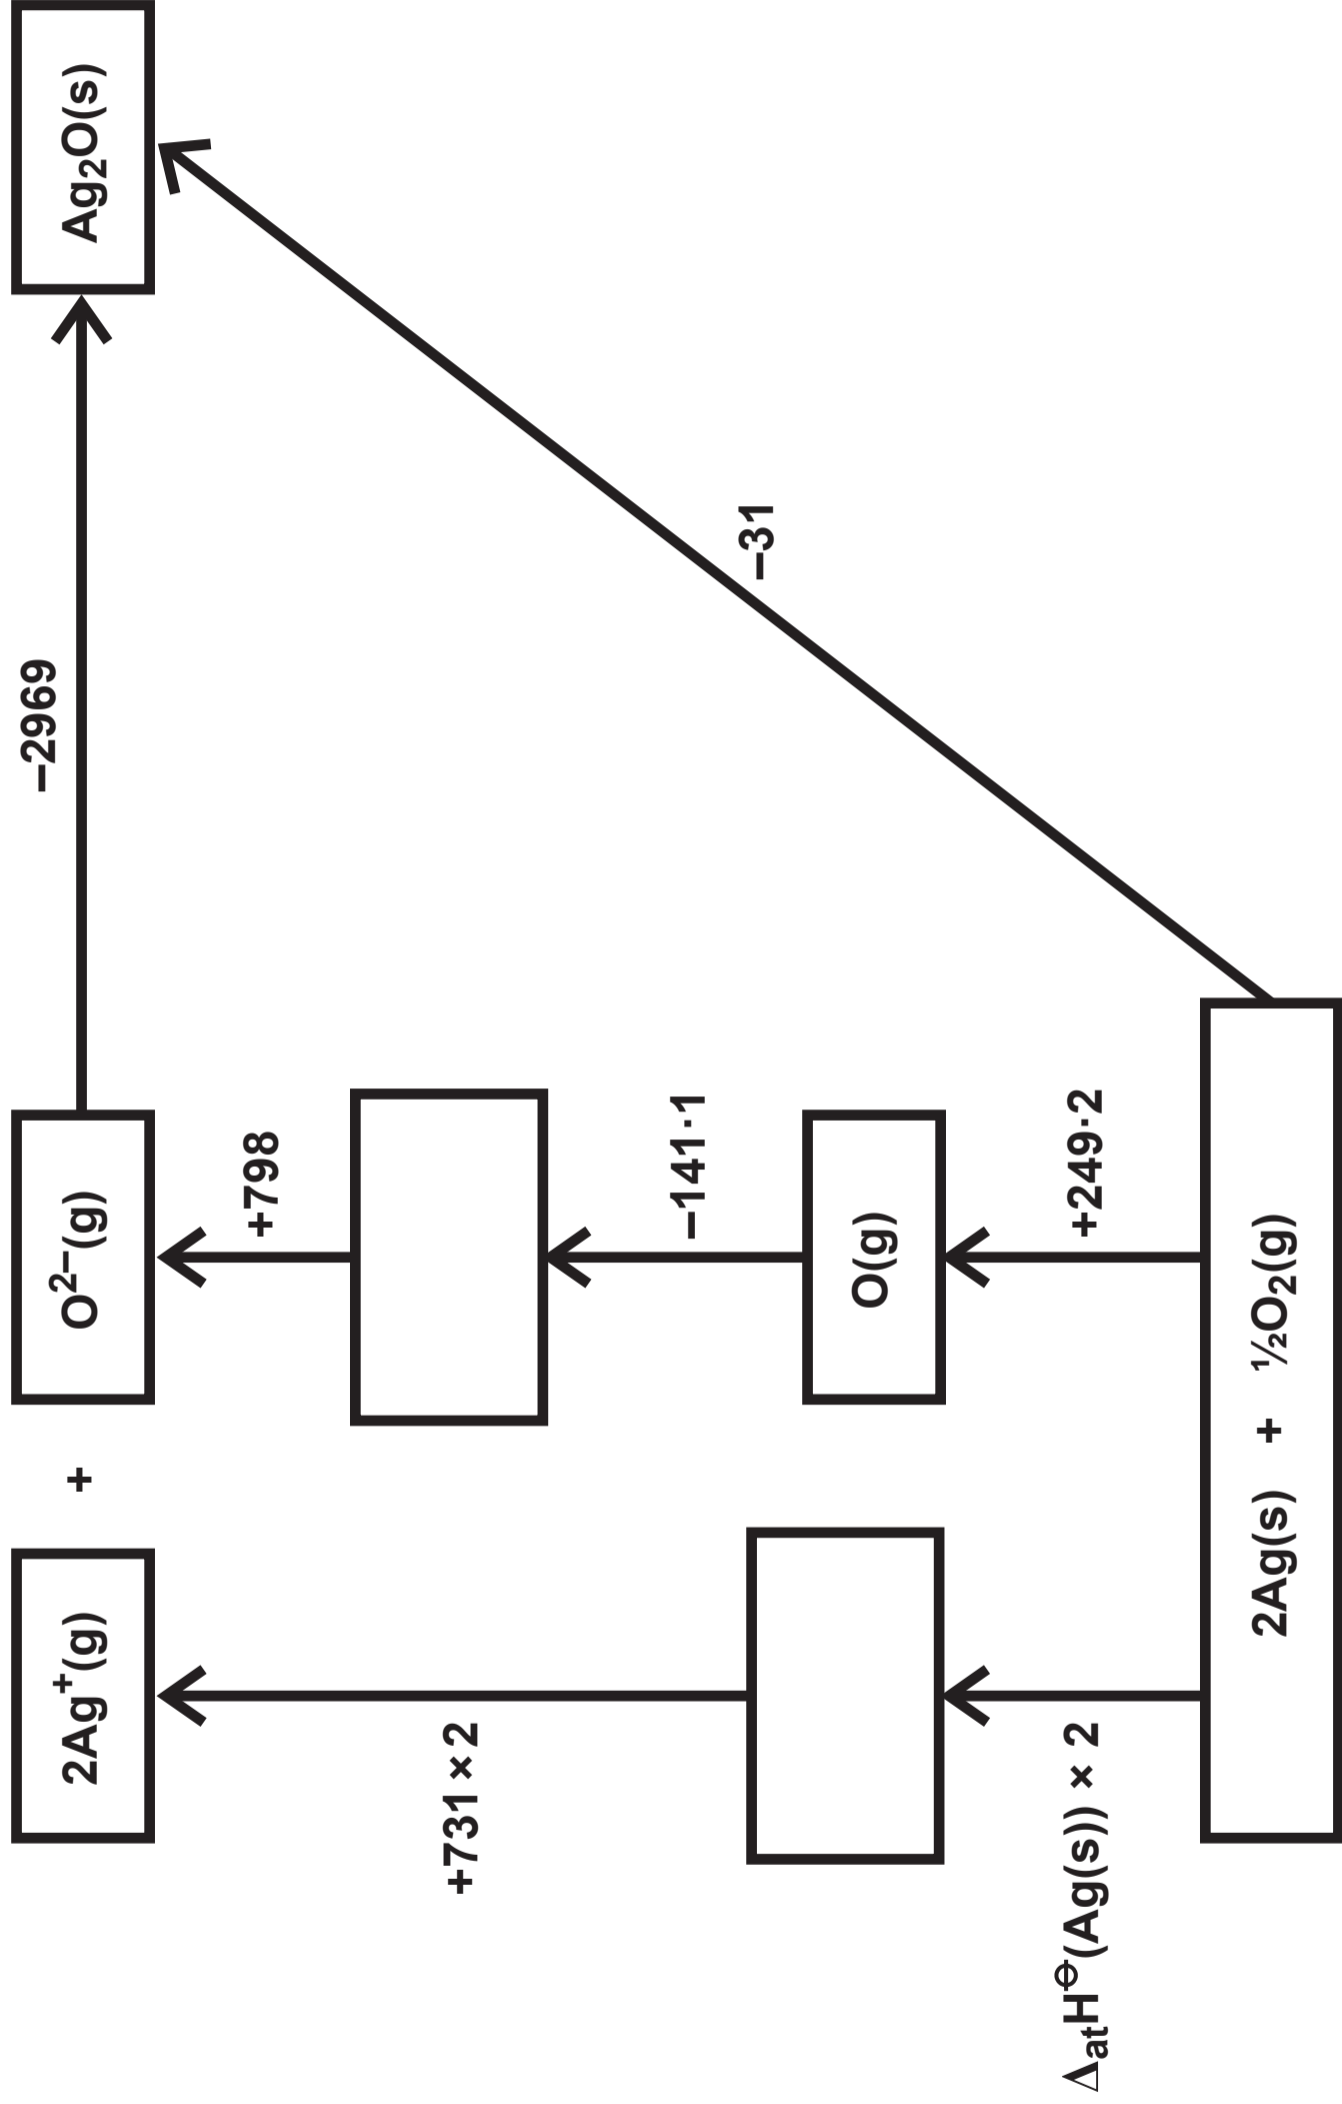 2Ag⁺(g) + O²⁻(g)
−2969
Ag₂O(s)
+731 × 2
+798
−141·1
O(g)
−31
ΔₐₜH⦵(Ag(s)) × 2
+249·2
2Ag(s) + ½O₂(g)